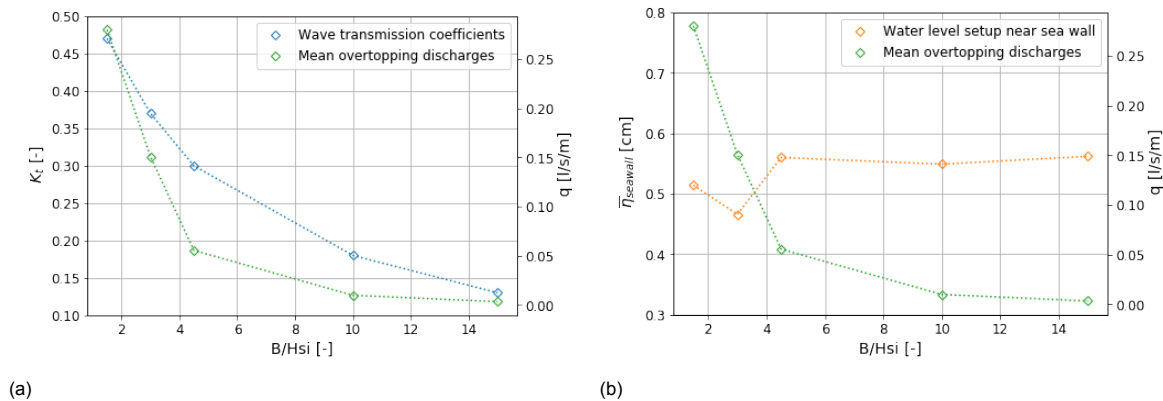 0.50
0.45
0.40
0.35
0.30
0.25
0.20
0.15
0.10
Kt [-]
Wave transmission coefficients
Mean overtopping discharges
0.25
0.20
0.15
0.10
0.05
0.00
q [l/s/m]
2 4 6 8 10 12 14
B/Hsi [-]
(a)
0.8
0.7
0.6
0.5
0.4
0.3
η̅seawall [cm]
Water level setup near sea wall
Mean overtopping discharges
0.25
0.20
0.15
0.10
0.05
0.00
q [l/s/m]
2 4 6 8 10 12 14
B/Hsi [-]
(b)